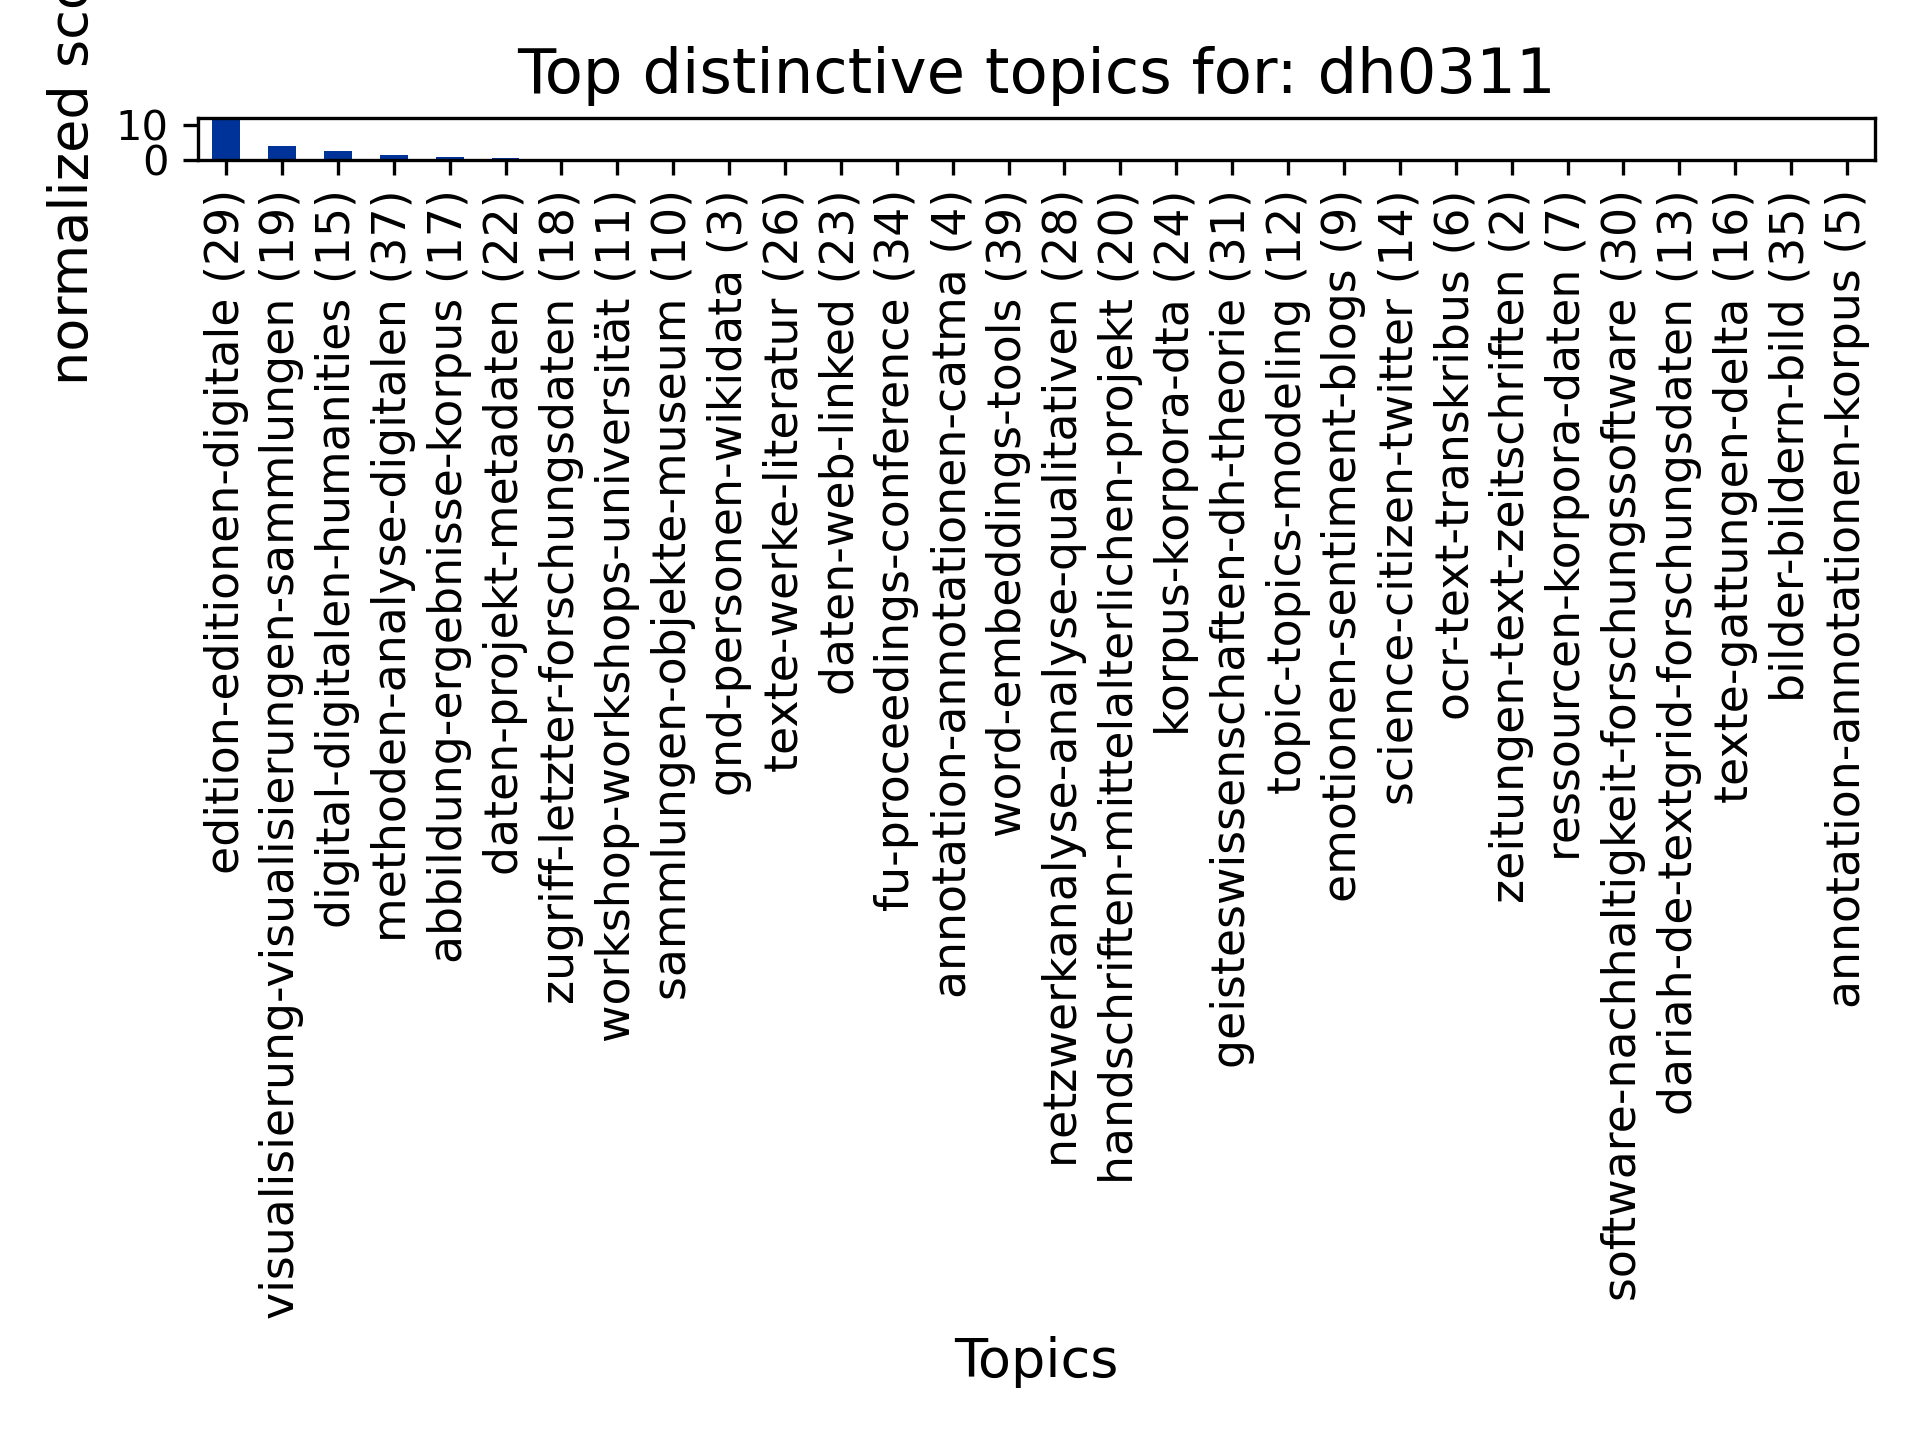 Top distinctive topics for: dh0311
normalized
10
0
edition-editionen-digitale (29)
visualisierung-visualisierungen-sammlungen (19)
digital-digitalen-humanities (15)
methoden-analyse-digitalen (37)
abbildung-ergebnisse-korpus (17)
daten-projekt-metadaten (22)
zugriff-letzter-forschungsdaten (18)
workshop-workshops-universität (11)
sammlungen-objekte-museum (10)
gnd-personen-wikidata (3)
texte-werke-literatur (26)
daten-web-linked (23)
fu-proceedings-conference (34)
annotation-annotationen-catma (4)
word-embeddings-tools (39)
netzwerkanalyse-analyse-qualitativen (28)
handschriften-mittelalterlichen-projekt (20)
korpus-korpora-dta (24)
geisteswissenschaften-dh-theorie (31)
topic-topics-modeling (12)
emotionen-sentiment-blogs (9)
science-citizen-twitter (14)
ocr-text-transkribus (6)
zeitungen-text-zeitschriften (2)
ressourcen-korpora-daten (7)
software-nachhaltigkeit-forschungssoftware (30)
dariah-de-textgrid-forschungsdaten (13)
texte-gattungen-delta (16)
bilder-bildern-bild (35)
annotation-annotationen-korpus (5)
Topics